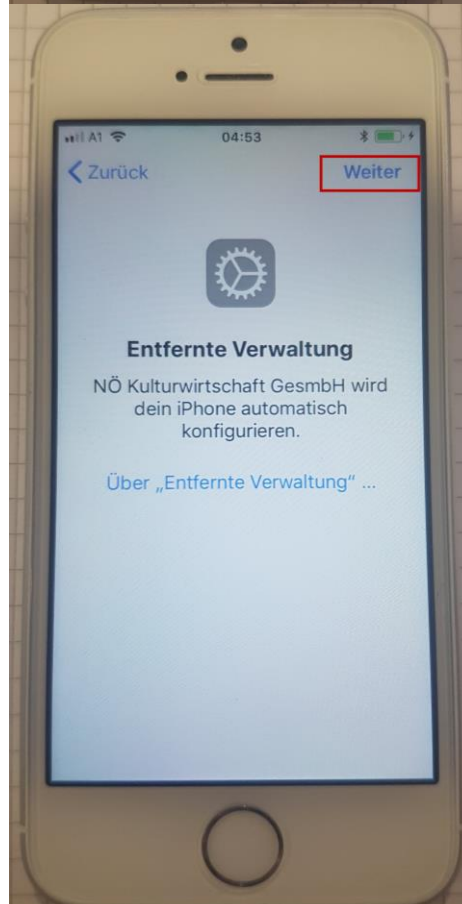 A1 04:53
Zurück Weiter
Entfernte Verwaltung
NÖ Kulturwirtschaft GesmbH wird
dein iPhone automatisch
konfigurieren.
Über „Entfernte Verwaltung“ ...